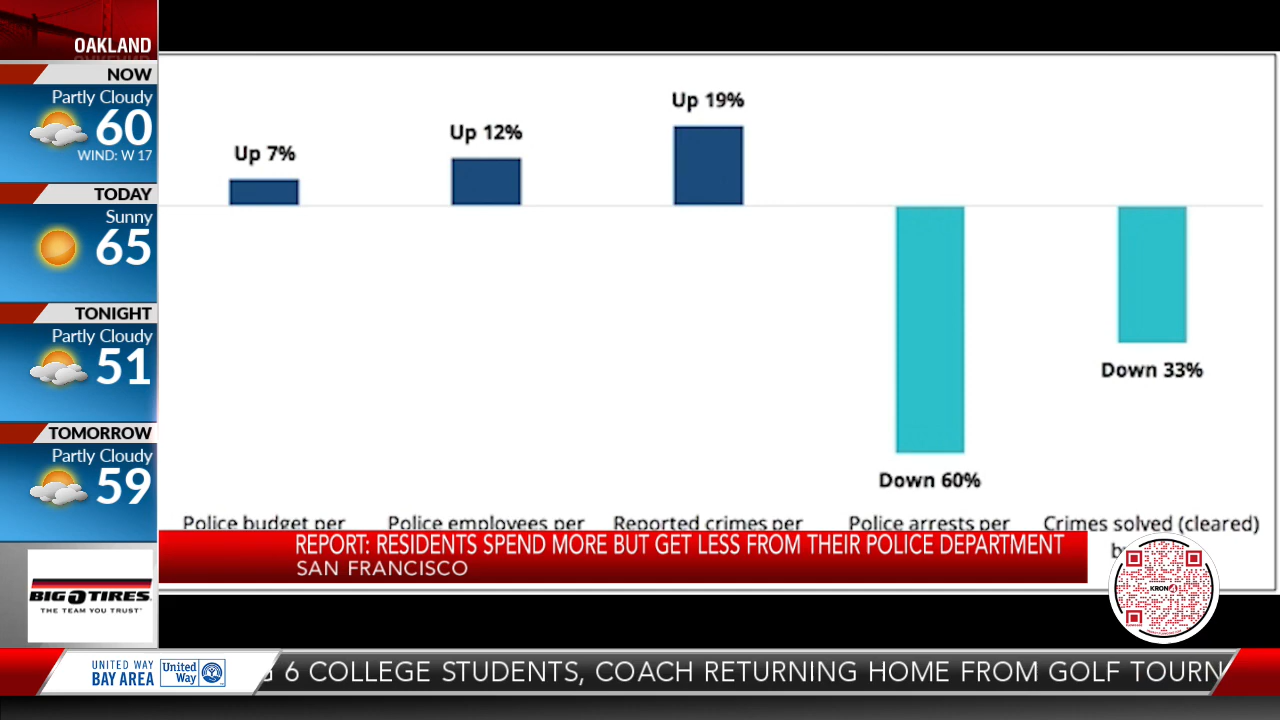 OAKLAND
NOW
Partly Cloudy
60
WIND: W 17
TODAY
Sunny
65
TONIGHT
Partly Cloudy
51
TOMORROW
Partly Cloudy
59
BIG O TIRES
THE TEAM YOU TRUST
Up 7%
Up 12%
Up 19%
Down 60%
Down 33%
Police budget per
Police employees per
Reported crimes per
Police arrests per
Crimes solved (cleared)
REPORT: RESIDENTS SPEND MORE BUT GET LESS FROM THEIR POLICE DEPARTMENT
SAN FRANCISCO
KRON4
UNITED WAY
BAY AREA
United
Way
6 COLLEGE STUDENTS, COACH RETURNING HOME FROM GOLF TOURN